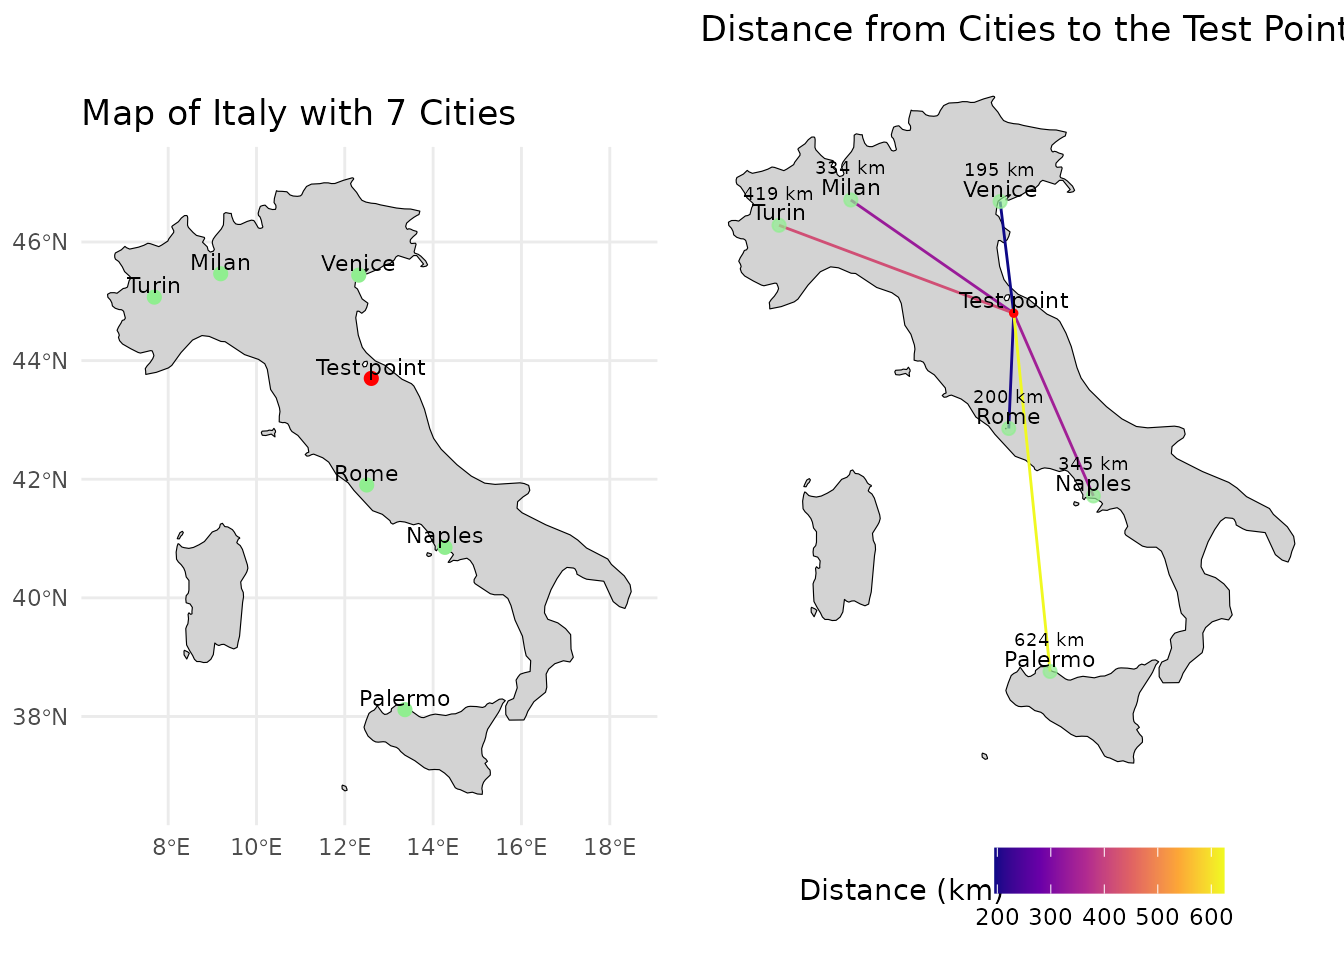 Distance from Cities to the Test Point
Map of Italy with 7 Cities
46°N
44°N
42°N
40°N
38°N
8°E 10°E 12°E 14°E 16°E 18°E
Milan
Venice
Turin
Test point
Rome
Naples
Palermo
334 km
Milan
195 km
Venice
419 km
Turin
Test point
200 km
Rome
345 km
Naples
624 km
Palermo
Distance (km)
200 300 400 500 600